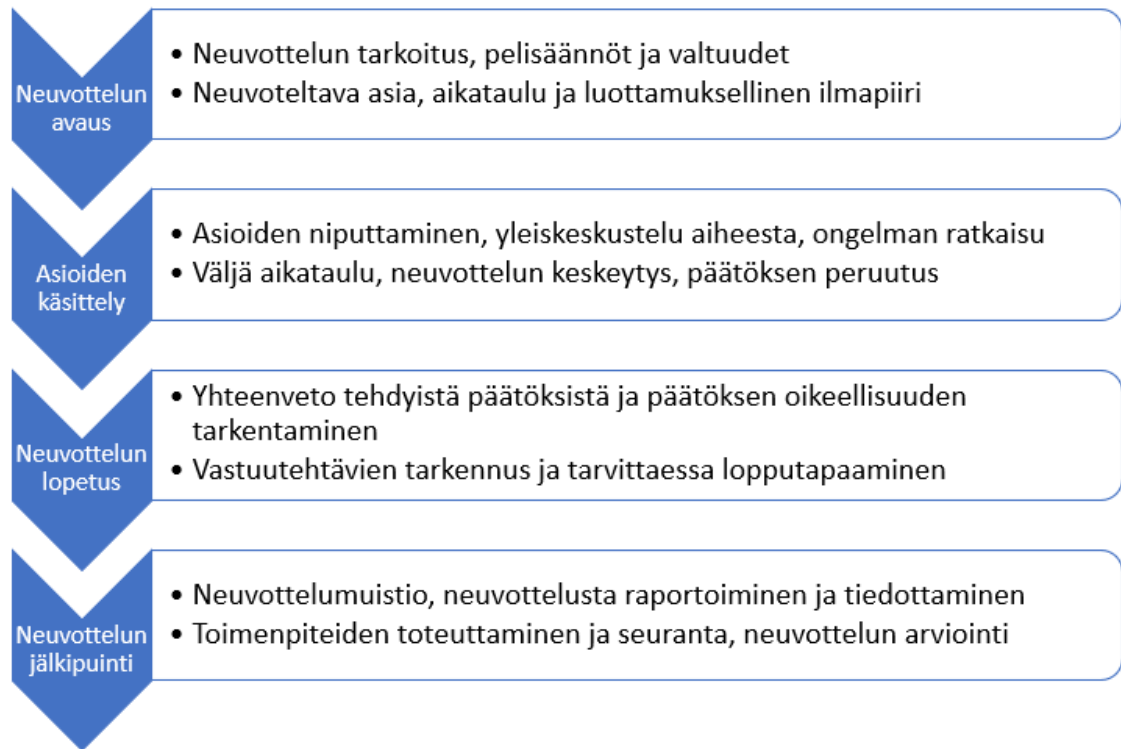 Neuvottelun
avaus
• Neuvottelun tarkoitus, pelisäännöt ja valtuudet
• Neuvoteltava asia, aikataulu ja luottamuksellinen ilmapiiri
Asioiden
käsittely
• Asioiden niputtaminen, yleiskeskustelu aiheesta, ongelman ratkaisu
• Väljä aikataulu, neuvottelun keskeytys, päätöksen peruutus
Neuvottelun
lopetus
• Yhteenveto tehdyistä päätöksistä ja päätöksen oikeellisuuden
tarkentaminen
• Vastuutehtävien tarkennus ja tarvittaessa lopputapaaminen
Neuvottelun
jälkipuinti
• Neuvottelumuistio, neuvottelusta raportoiminen ja tiedottaminen
• Toimenpiteiden toteuttaminen ja seuranta, neuvottelun arviointi